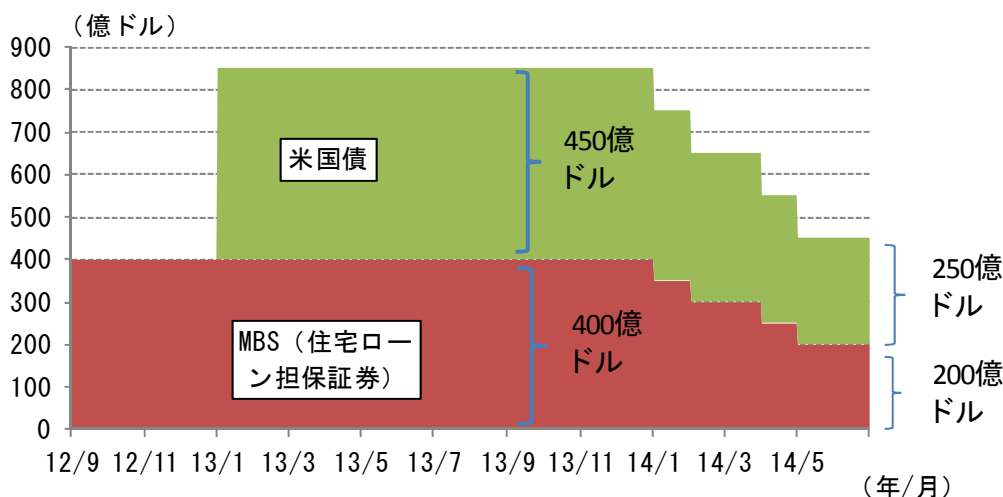 (億ドル)
900
800
700
600
500
400
300
200
100
0
米国債
450億
ドル
MBS(住宅ロー
ン担保証券)
400億
ドル
250億
ドル
200億
ドル
12/9 12/11 13/1 13/3 13/5 13/7 13/9 13/11 14/1 14/3 14/5
(年/月)